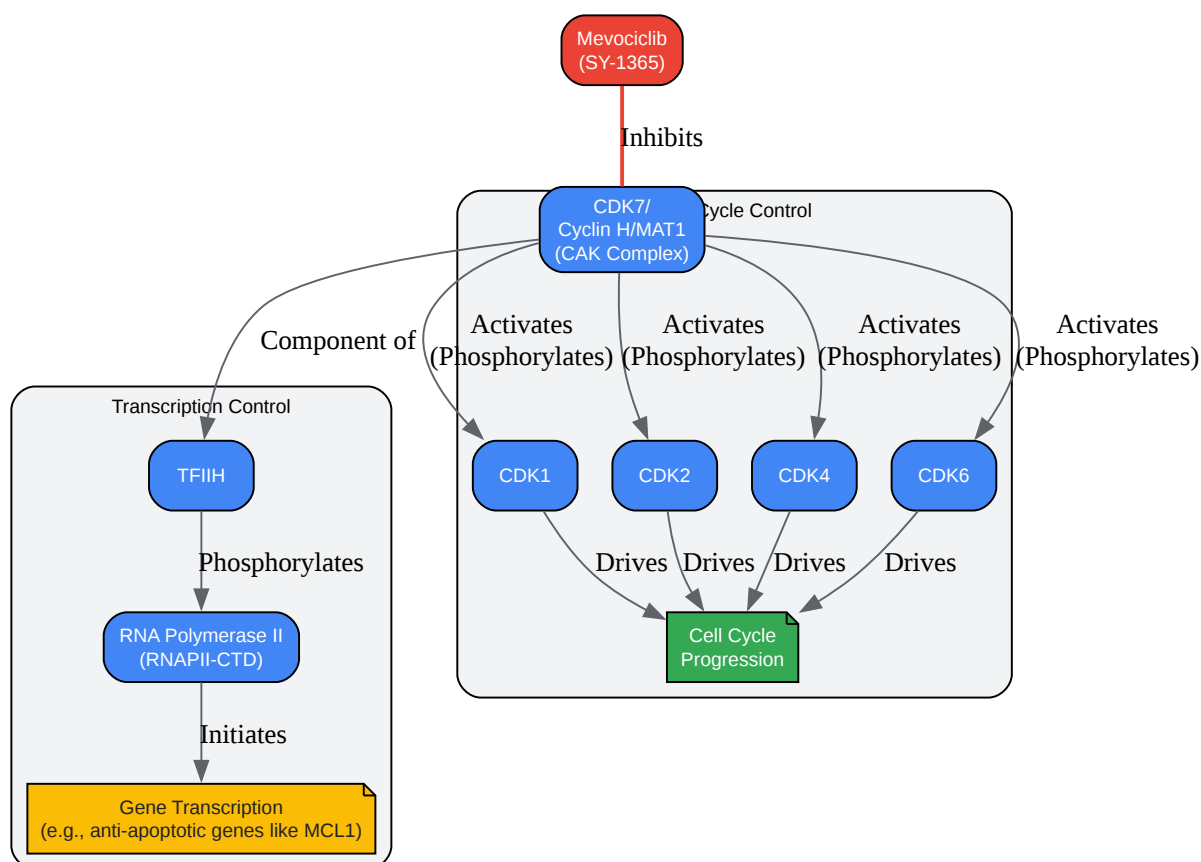 Mevociclib
(SY-1365)
Inhibits
CDK7/
Cyclin H/MAT1
(CAK Complex)
Cycle Control
Component of
Activates
(Phosphorylates)
Activates
(Phosphorylates)
Activates
(Phosphorylates)
Activates
(Phosphorylates)
Transcription Control
TFIIH
CDK1
CDK2
CDK4
CDK6
Phosphorylates
Drives
Drives
Drives
Drives
RNA Polymerase II
(RNAPII-CTD)
Cell Cycle
Progression
Initiates
Gene Transcription
(e.g., anti-apoptotic genes like MCL1)